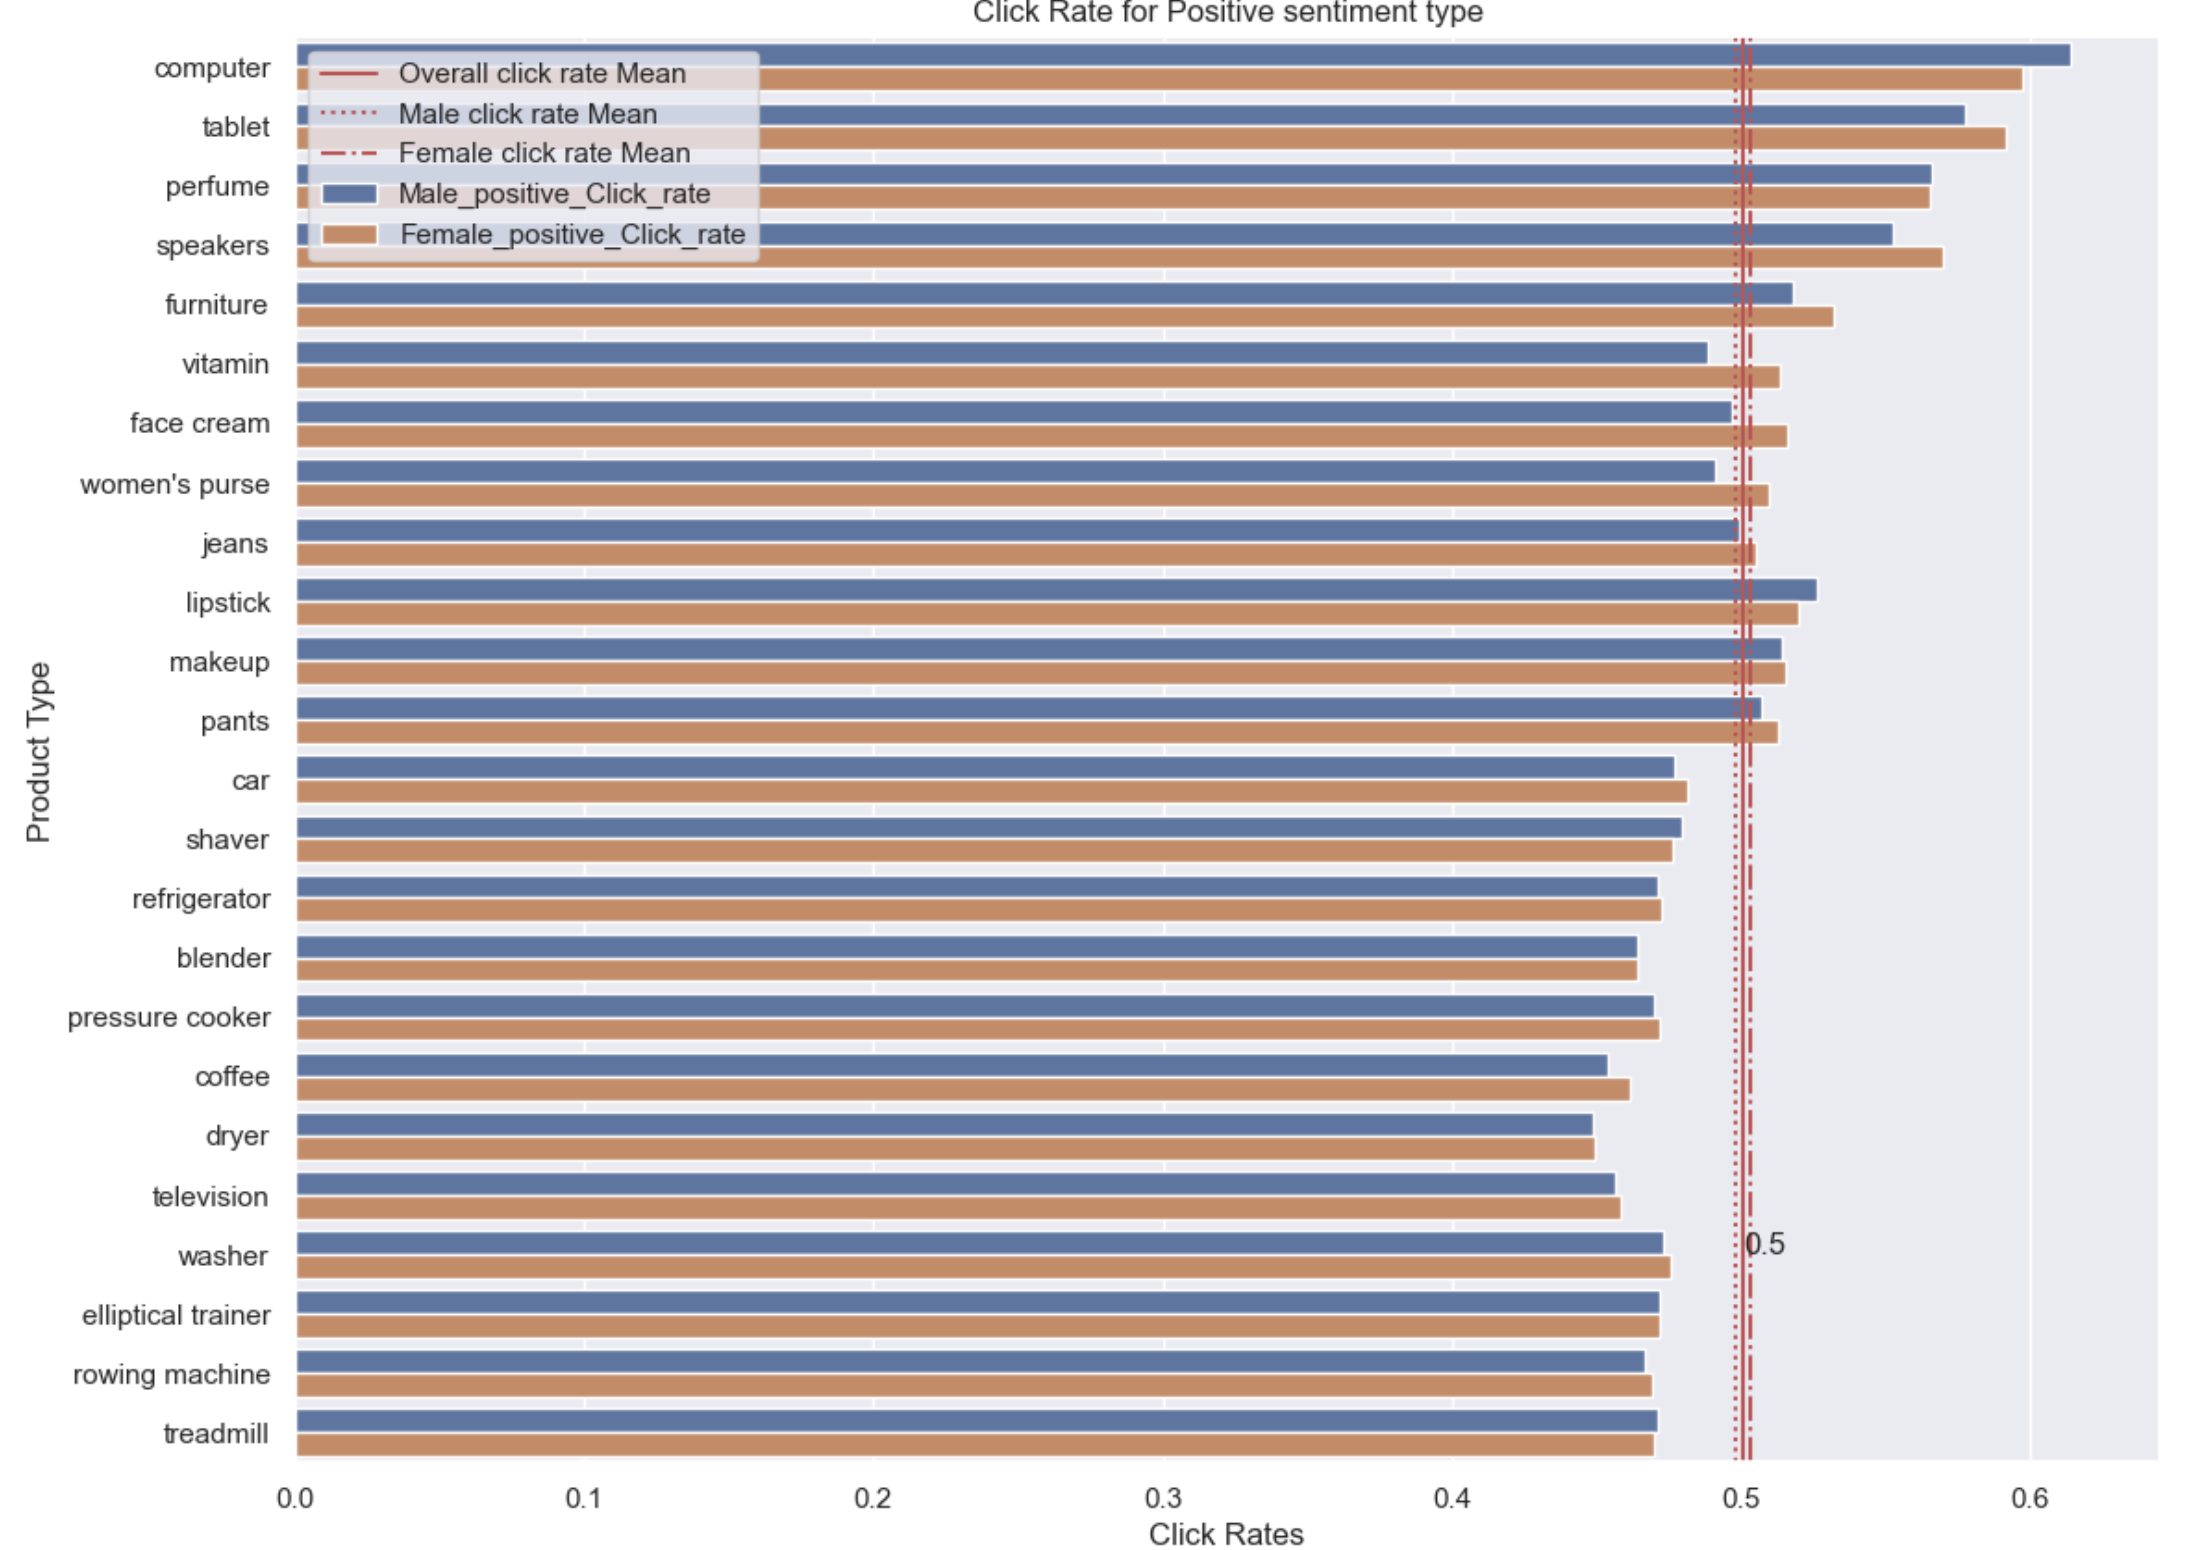 Click Rate for Positive sentiment type
Overall click rate Mean
Male click rate Mean
Female click rate Mean
Male_positive_Click_rate
Female_positive_Click_rate
Product Type
computer
tablet
perfume
speakers
furniture
vitamin
face cream
women's purse
jeans
lipstick
makeup
pants
car
shaver
refrigerator
blender
pressure cooker
coffee
dryer
television
washer
elliptical trainer
rowing machine
treadmill
0.5
0.0 0.1 0.2 0.3 0.4 0.5 0.6
Click Rates